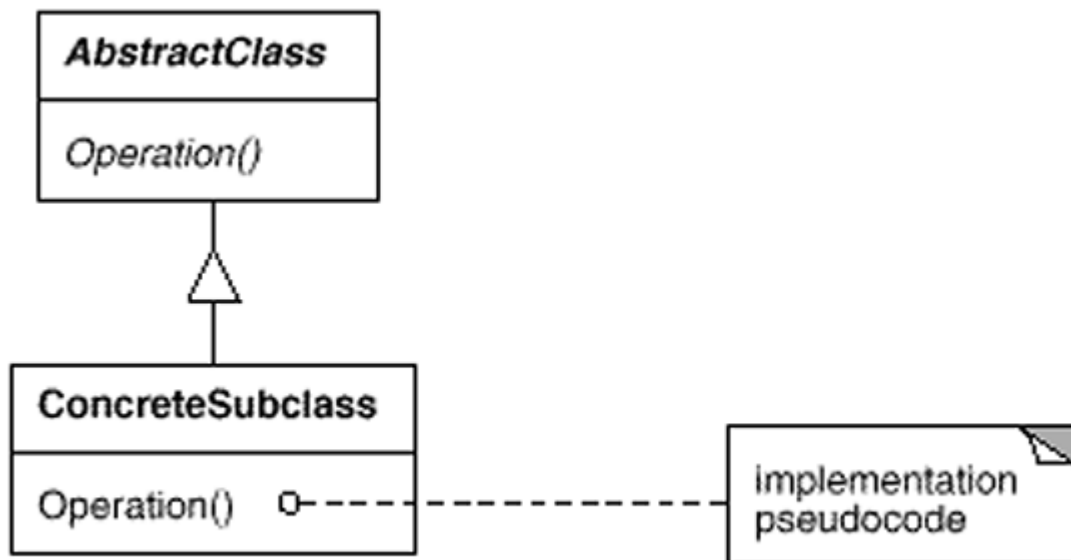 AbstractClass
Operation()
ConcreteSubclass
Operation()
implementation
pseudocode